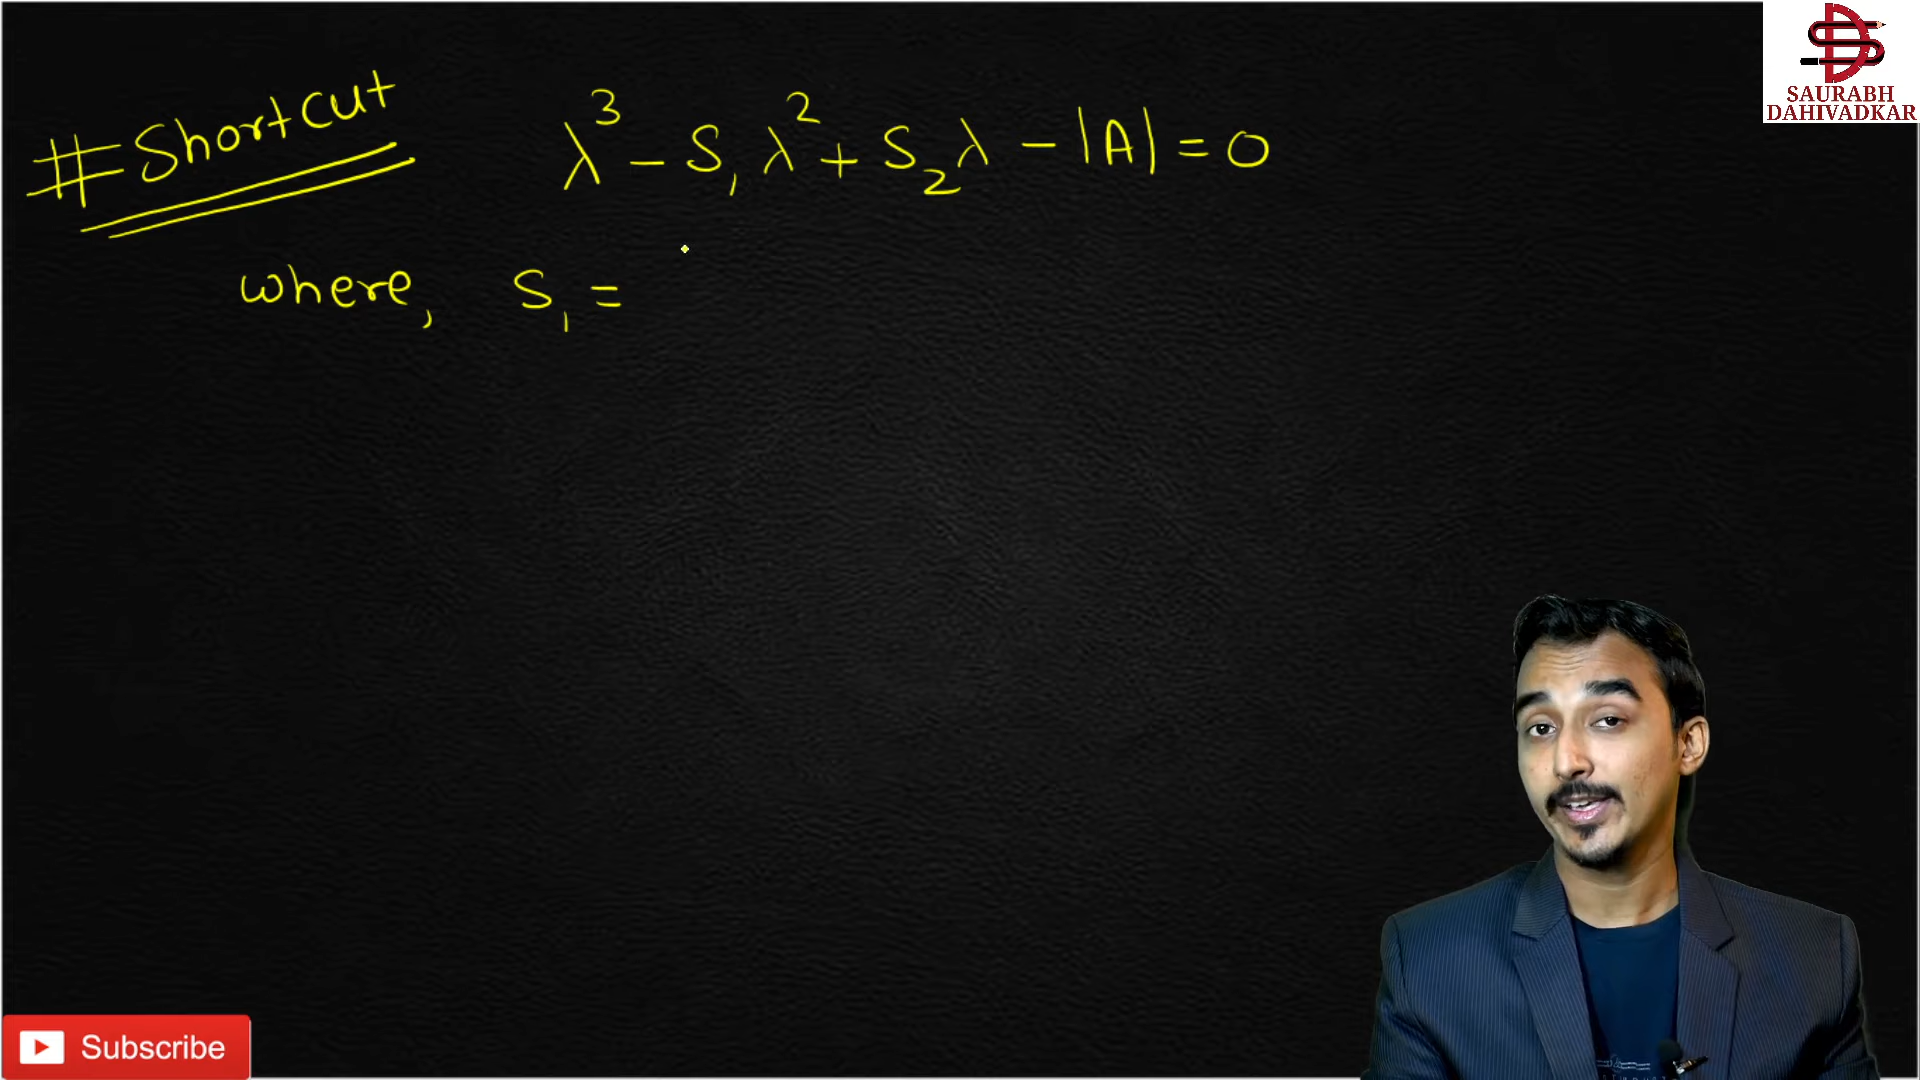 #Shortcut λ³ - S₁λ² + S₂λ - |A| = 0
where, S₁ =
SAURABH
DAHIVADKAR
Subscribe